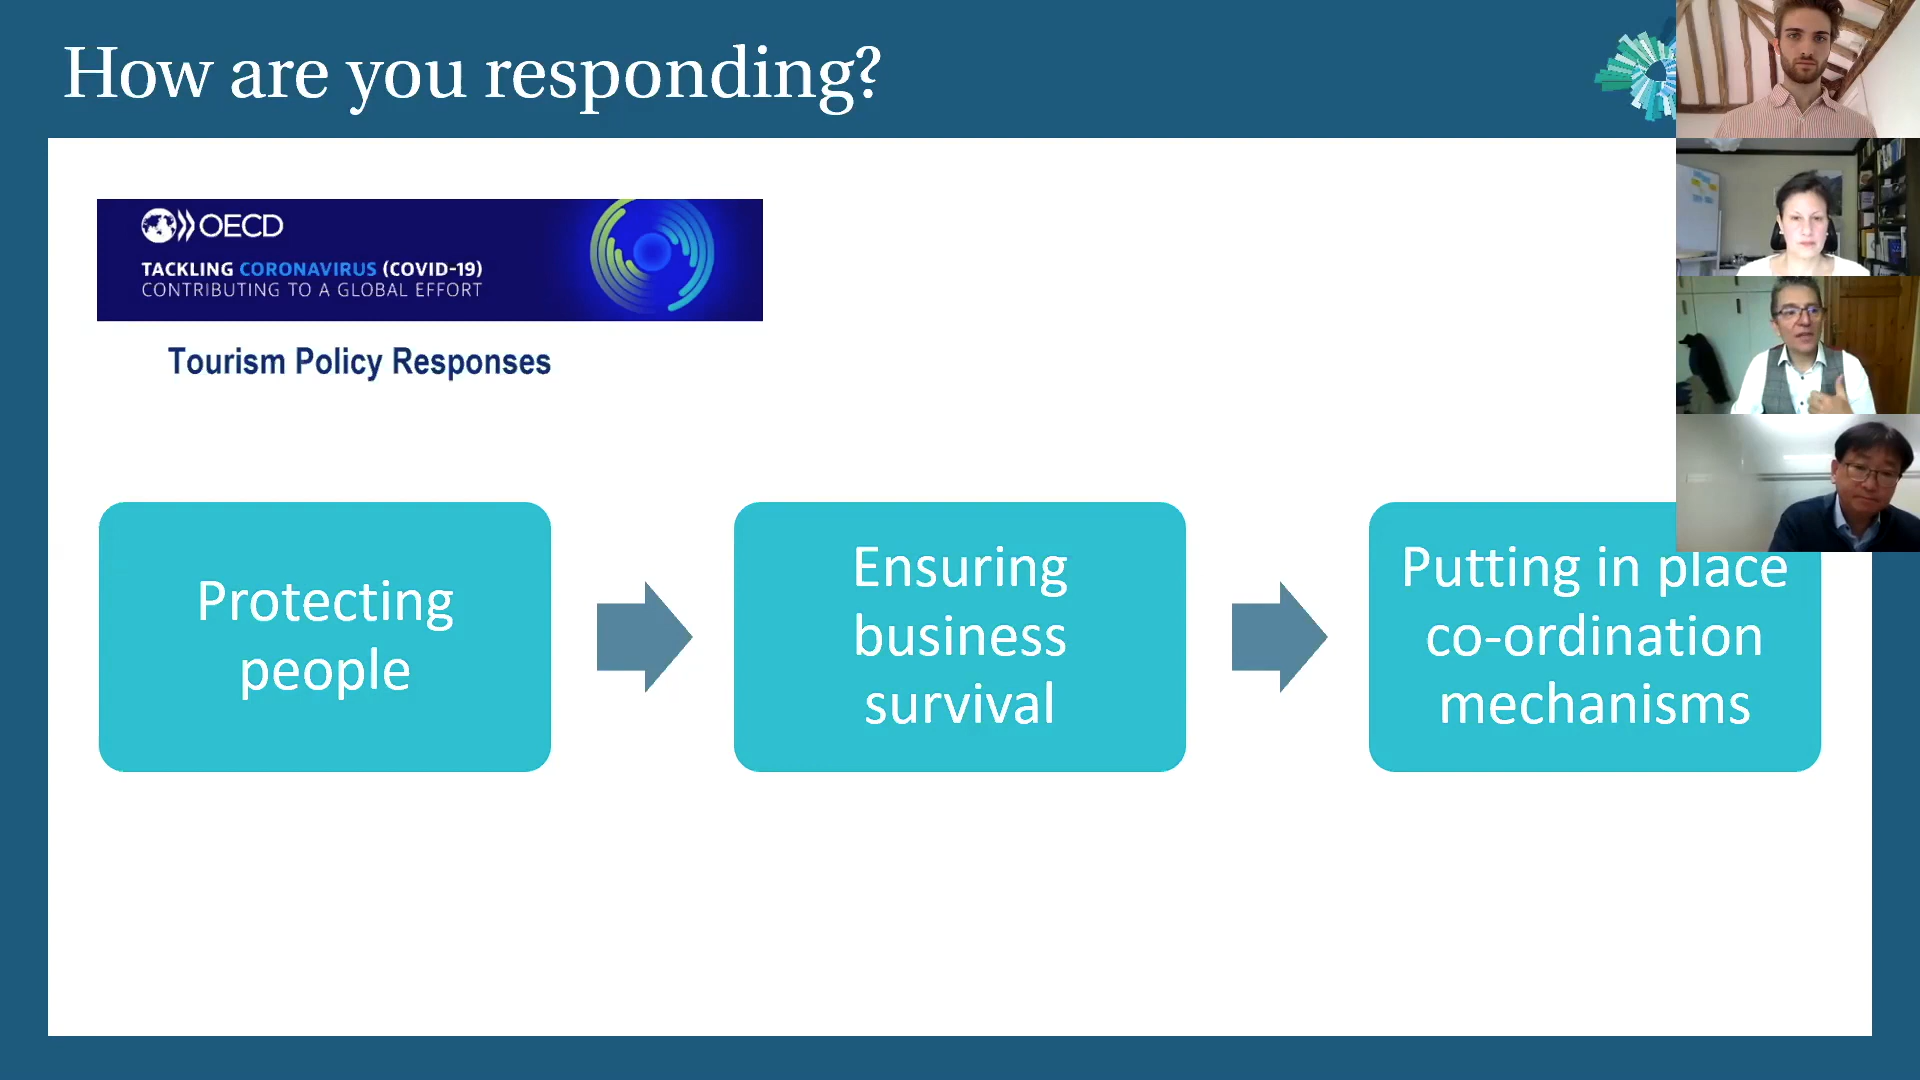 How are you responding?
OECD
TACKLING CORONAVIRUS (COVID-19)
CONTRIBUTING TO A GLOBAL EFFORT
Tourism Policy Responses
Protecting
people
Ensuring
business
survival
Putting in place
co-ordination
mechanisms